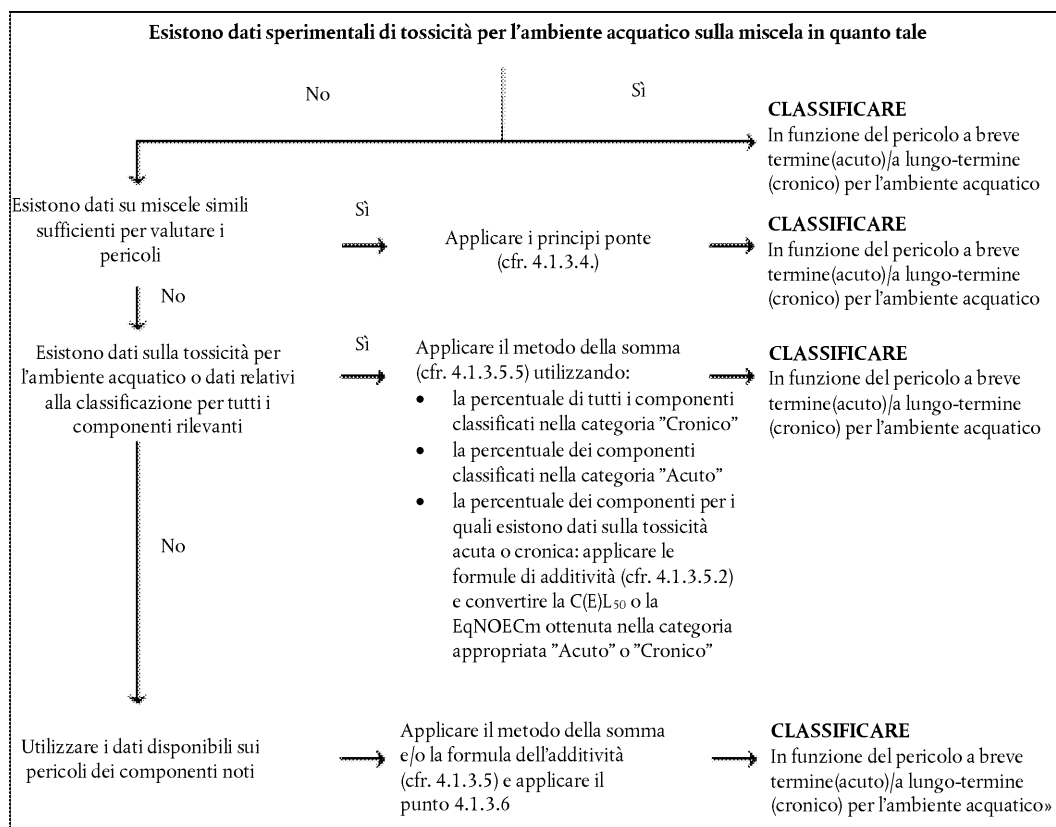 Esistono dati sperimentali di tossicità per l'ambiente acquatico sulla miscela in quanto tale
No
Sì
CLASSIFICARE
In funzione del pericolo a breve
termine(acuto)/a lungo-termine
(cronico) per l'ambiente acquatico
Esistono dati su miscele simili
sufficienti per valutare i
pericoli
Sì
Applicare i principi ponte
(cfr. 4.1.3.4.)
CLASSIFICARE
In funzione del pericolo a breve
termine(acuto)/a lungo-termine
(cronico) per l'ambiente acquatico
No
Esistono dati sulla tossicità per
l'ambiente acquatico o dati relativi
alla classificazione per tutti i
componenti rilevanti
Sì
Applicare il metodo della somma
(cfr. 4.1.3.5.5) utilizzando:
• la percentuale di tutti i componenti
classificati nella categoria "Cronico"
• la percentuale dei componenti
classificati nella categoria "Acuto"
• la percentuale dei componenti per i
quali esistono dati sulla tossicità
acuta o cronica: applicare le
formule di additività (cfr. 4.1.3.5.2)
e convertire la C(E)L50 o la
EqNOECm ottenuta nella categoria
appropriata "Acuto" o "Cronico"
CLASSIFICARE
In funzione del pericolo a breve
termine(acuto)/a lungo-termine
(cronico) per l'ambiente acquatico
No
Utilizzare i dati disponibili sui
pericoli dei componenti noti
Applicare il metodo della somma
e/o la formula dell'additività
(cfr. 4.1.3.5) e applicare il
punto 4.1.3.6
CLASSIFICARE
In funzione del pericolo a breve
termine(acuto)/a lungo-termine
(cronico) per l'ambiente acquatico»